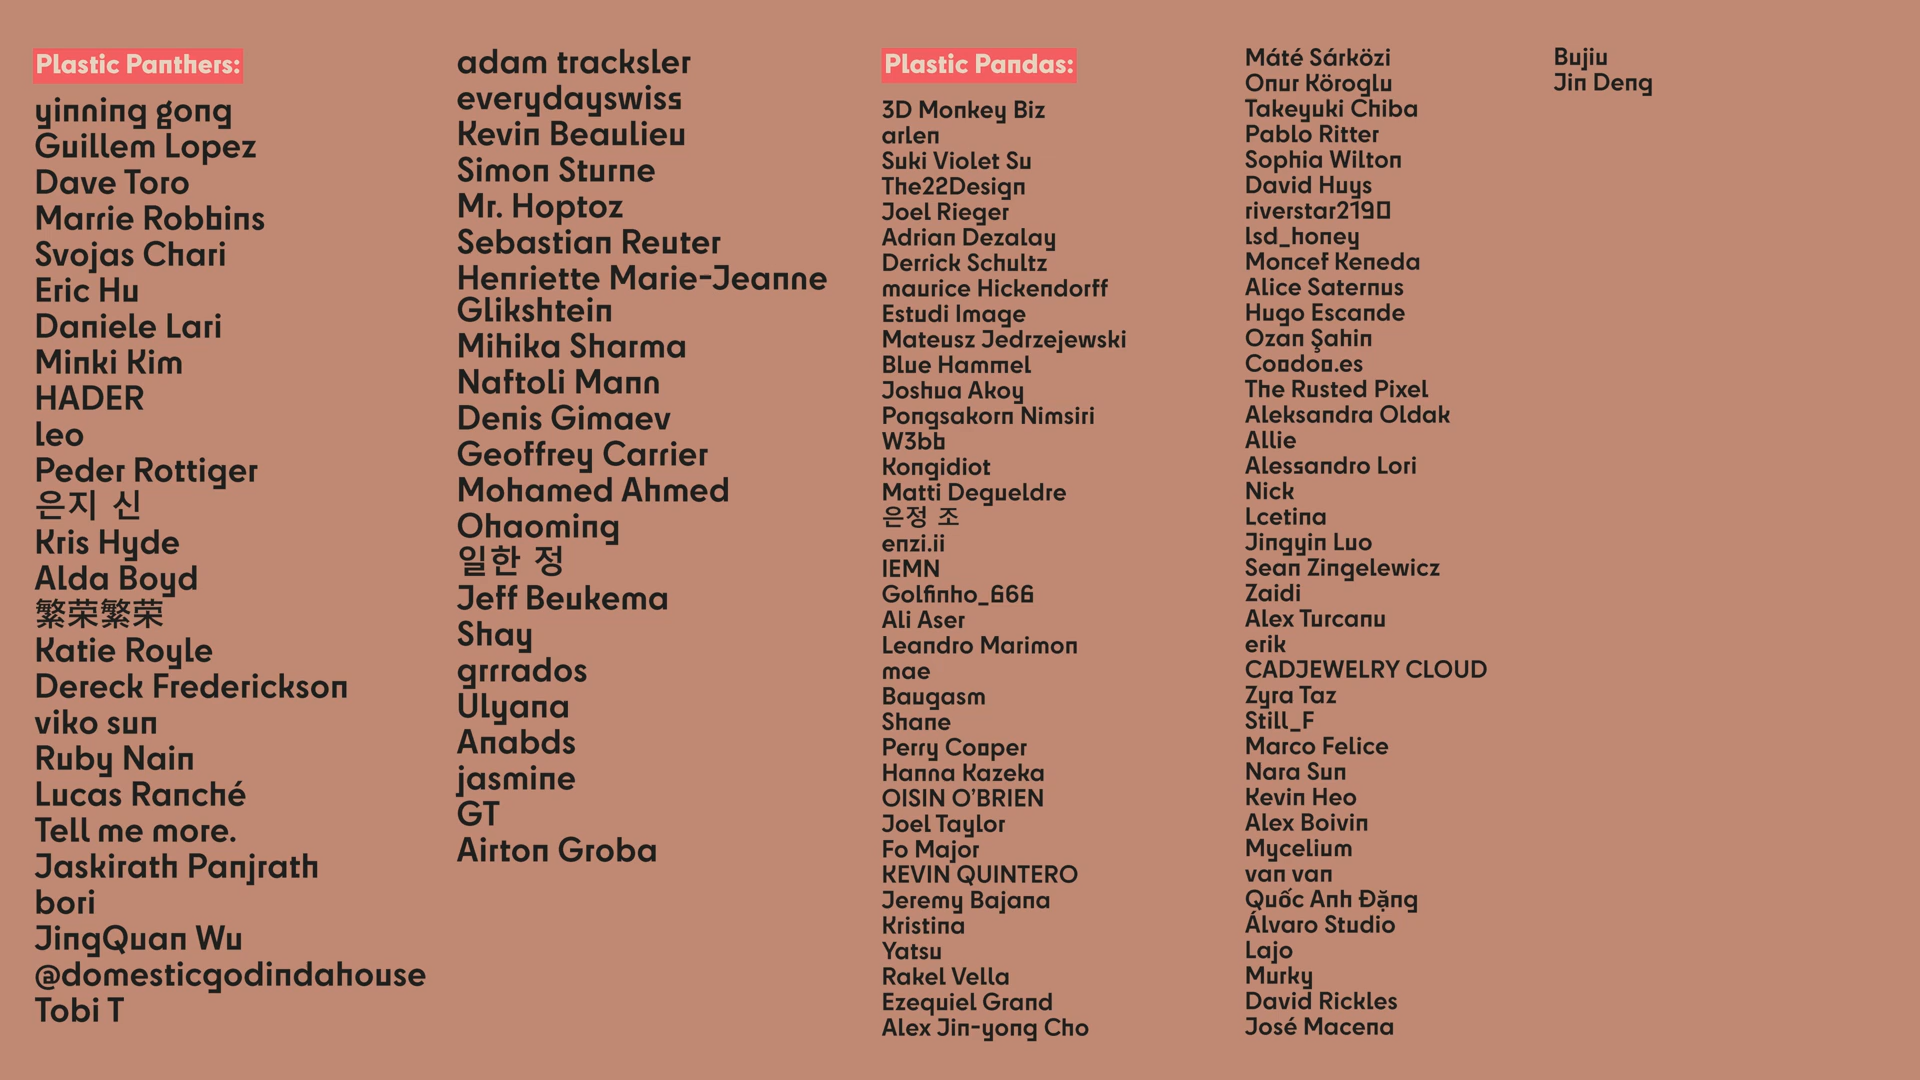 Plastic Panthers:
yinning gong
Guillem Lopez
Dave Toro
Marrie Robbins
Svojas Chari
Eric Hu
Daniele Lari
Minki Kim
HADER
leo
Peder Rottiger
은지 신
Kris Hyde
Alda Boyd
繁荣繁荣
Katie Royle
Dereck Frederickson
viko sun
Ruby Nain
Lucas Ranché
Tell me more.
Jaskirath Panjrath
bori
JingQuan Wu
@domesticgodindahouse
Tobi T
adam tracksler
everydayswiss
Kevin Beaulieu
Simon Sturne
Mr. Hoptoz
Sebastian Reuter
Henriette Marie-Jeanne
Glikshtein
Mihika Sharma
Naftoli Mann
Denis Gimaev
Geoffrey Carrier
Mohamed Ahmed
Ohaoming
일한 정
Jeff Beukema
Shay
grrrados
Ulyana
Anabds
jasmine
GT
Airton Groba
Plastic Pandas:
3D Monkey Biz
arlen
Suki Violet Su
The22Design
Joel Rieger
Adrian Dezalay
Derrick Schultz
maurice Hickendorff
Estudi Image
Mateusz Jedrzejewski
Blue Hammel
Joshua Akoy
Pongsakorn Nimsiri
W3bb
Kongidiot
Matti Degueldre
은정 조
enzi.ii
IEMN
Golfinho_666
Ali Aser
Leandro Marimon
mae
Baugasm
Shane
Perry Cooper
Hanna Kazeka
OISIN O’BRIEN
Joel Taylor
Fo Major
KEVIN QUINTERO
Jeremy Bajana
Kristina
Yatsu
Rakel Vella
Ezequiel Grand
Alex Jin-yong Cho
Máté Sárközi
Onur Köroglu
Takeyuki Chiba
Pablo Ritter
Sophia Wilton
David Huys
riverstar2190
lsd_honey
Moncef Keneda
Alice Saternus
Hugo Escande
Ozan Şahin
Coodoo.es
The Rusted Pixel
Aleksandra Oldak
Allie
Alessandro Lori
Nick
Lcetina
Jingyin Luo
Sean Zingelewicz
Zaidi
Alex Turcanu
erik
CADJEWELRY CLOUD
Zyra Taz
Still_F
Marco Felice
Nara Sun
Kevin Heo
Alex Boivin
Mycelium
van van
Quốc Anh Đặng
Álvaro Studio
Lajo
Murky
David Rickles
José Macena
Bujiu
Jin Deng